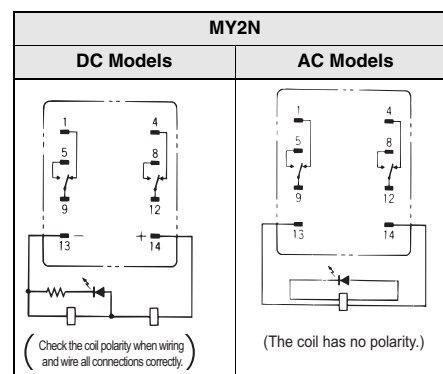 MY2N
DC Models
AC Models
1 4
5 8
9 12
13 − + 14
Check the coil polarity when wiring
and wire all connections correctly.
1 4
5 8
9 12
13 14
(The coil has no polarity.)